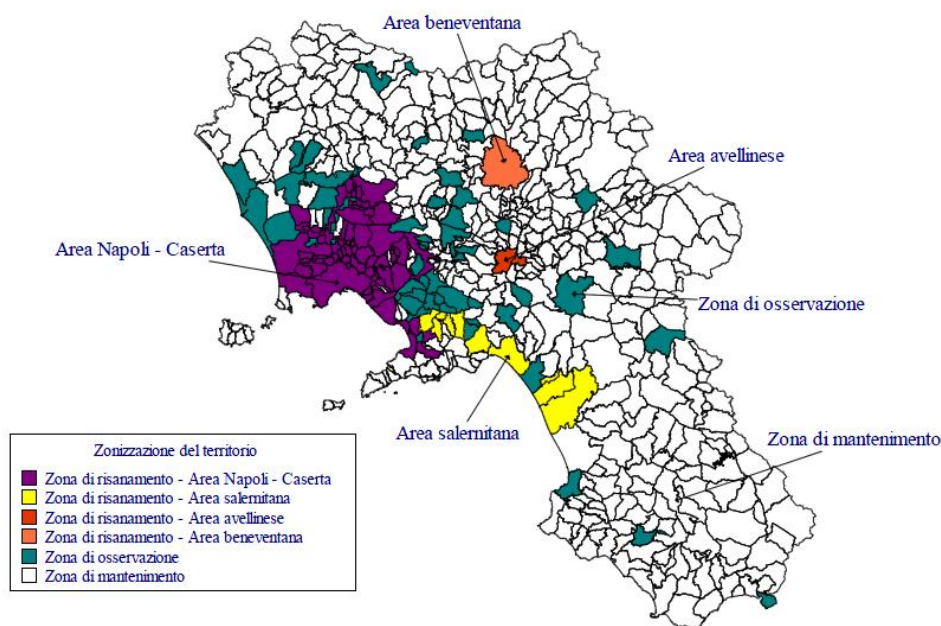 Area beneventana
Area avellinese
Area Napoli - Caserta
Zona di osservazione
Area salernitana
Zona di mantenimento
Zonizzazione del territorio
Zona di risanamento - Area Napoli - Caserta
Zona di risanamento - Area salernitana
Zona di risanamento - Area avellinese
Zona di risanamento - Area beneventana
Zona di osservazione
Zona di mantenimento